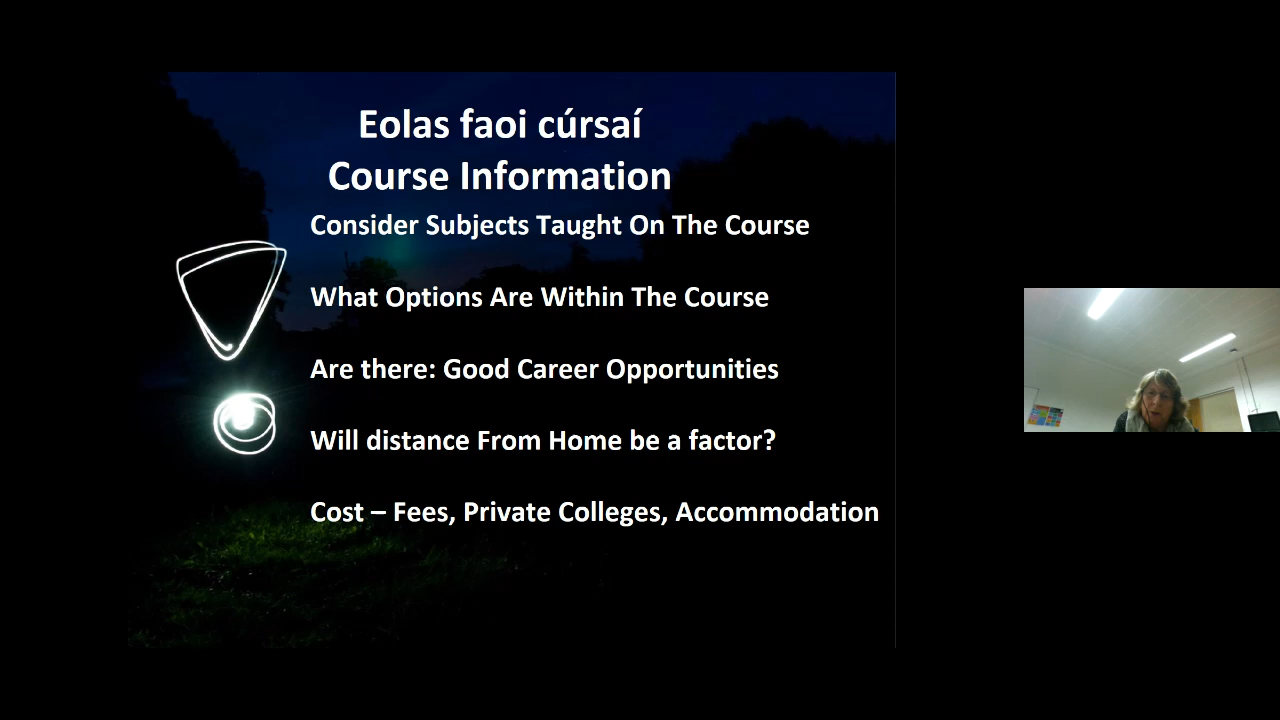 Eolas faoi cúrsaí
Course Information
Consider Subjects Taught On The Course
What Options Are Within The Course
Are there: Good Career Opportunities
Will distance From Home be a factor?
Cost – Fees, Private Colleges, Accommodation